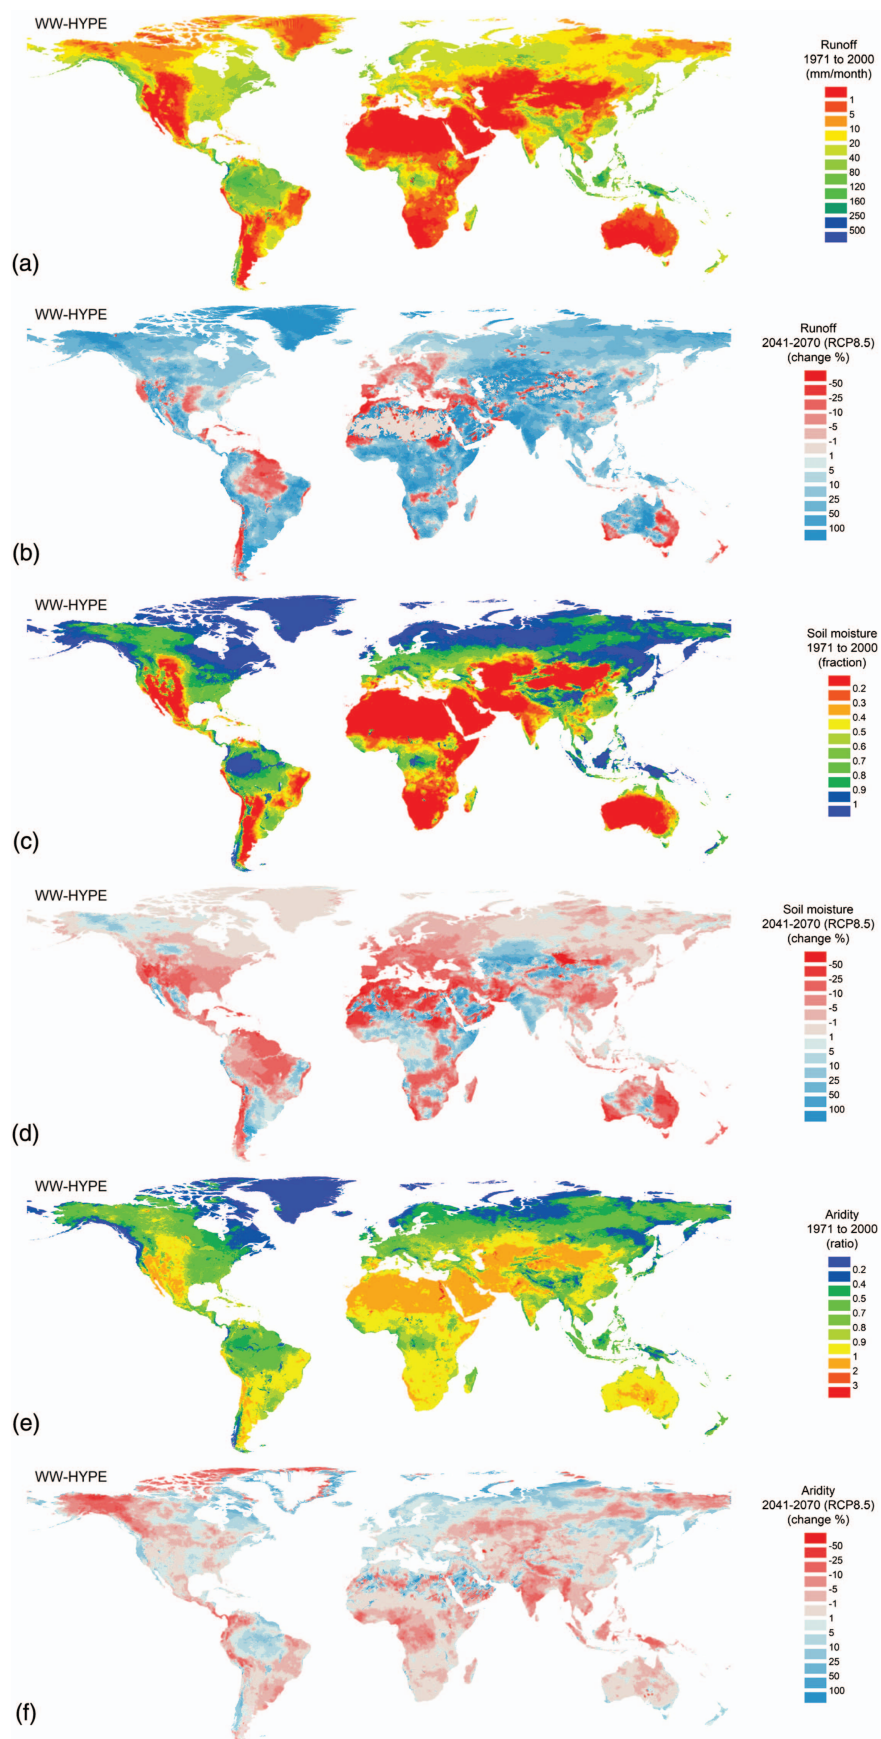 WW-HYPE
Runoff
1971 to 2000
(mm/month)
1
5
10
20
40
80
120
160
250
500
(a)
WW-HYPE
Runoff
2041-2070 (RCP8.5)
(change %)
-50
-25
-10
-5
-1
1
5
10
25
50
100
(b)
WW-HYPE
Soil moisture
1971 to 2000
(fraction)
0.2
0.3
0.4
0.5
0.6
0.7
0.8
0.9
1
(c)
WW-HYPE
Soil moisture
2041-2070 (RCP8.5)
(change %)
-50
-25
-10
-5
-1
1
5
10
25
50
100
(d)
WW-HYPE
Aridity
1971 to 2000
(ratio)
0.2
0.4
0.5
0.7
0.8
0.9
1
2
3
(e)
WW-HYPE
Aridity
2041-2070 (RCP8.5)
(change %)
-50
-25
-10
-5
-1
1
5
10
25
50
100
(f)